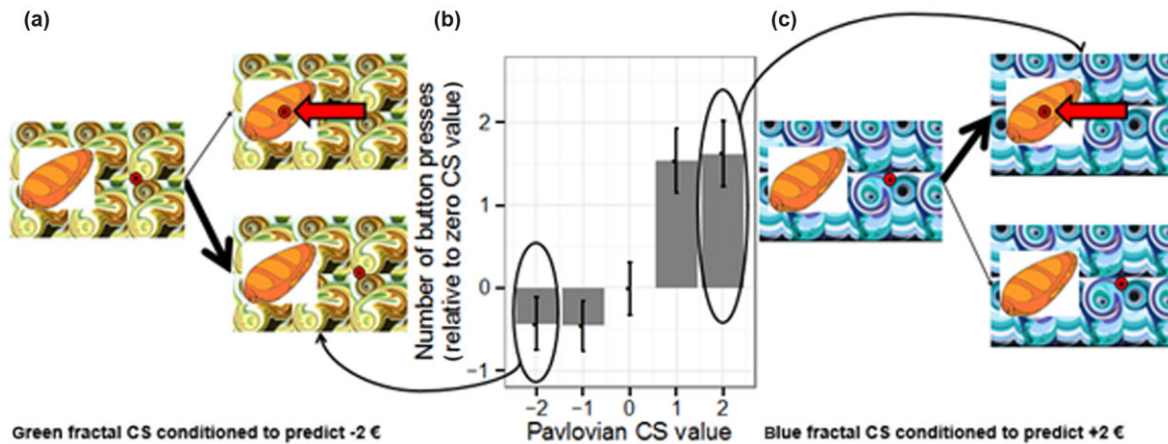 (a)
(b)
(c)
Number of button presses
(relative to zero CS value)
2
1
0
−1
−2
−1
0
1
2
Pavlovian CS value
Green fractal CS conditioned to predict -2 €
Blue fractal CS conditioned to predict +2 €